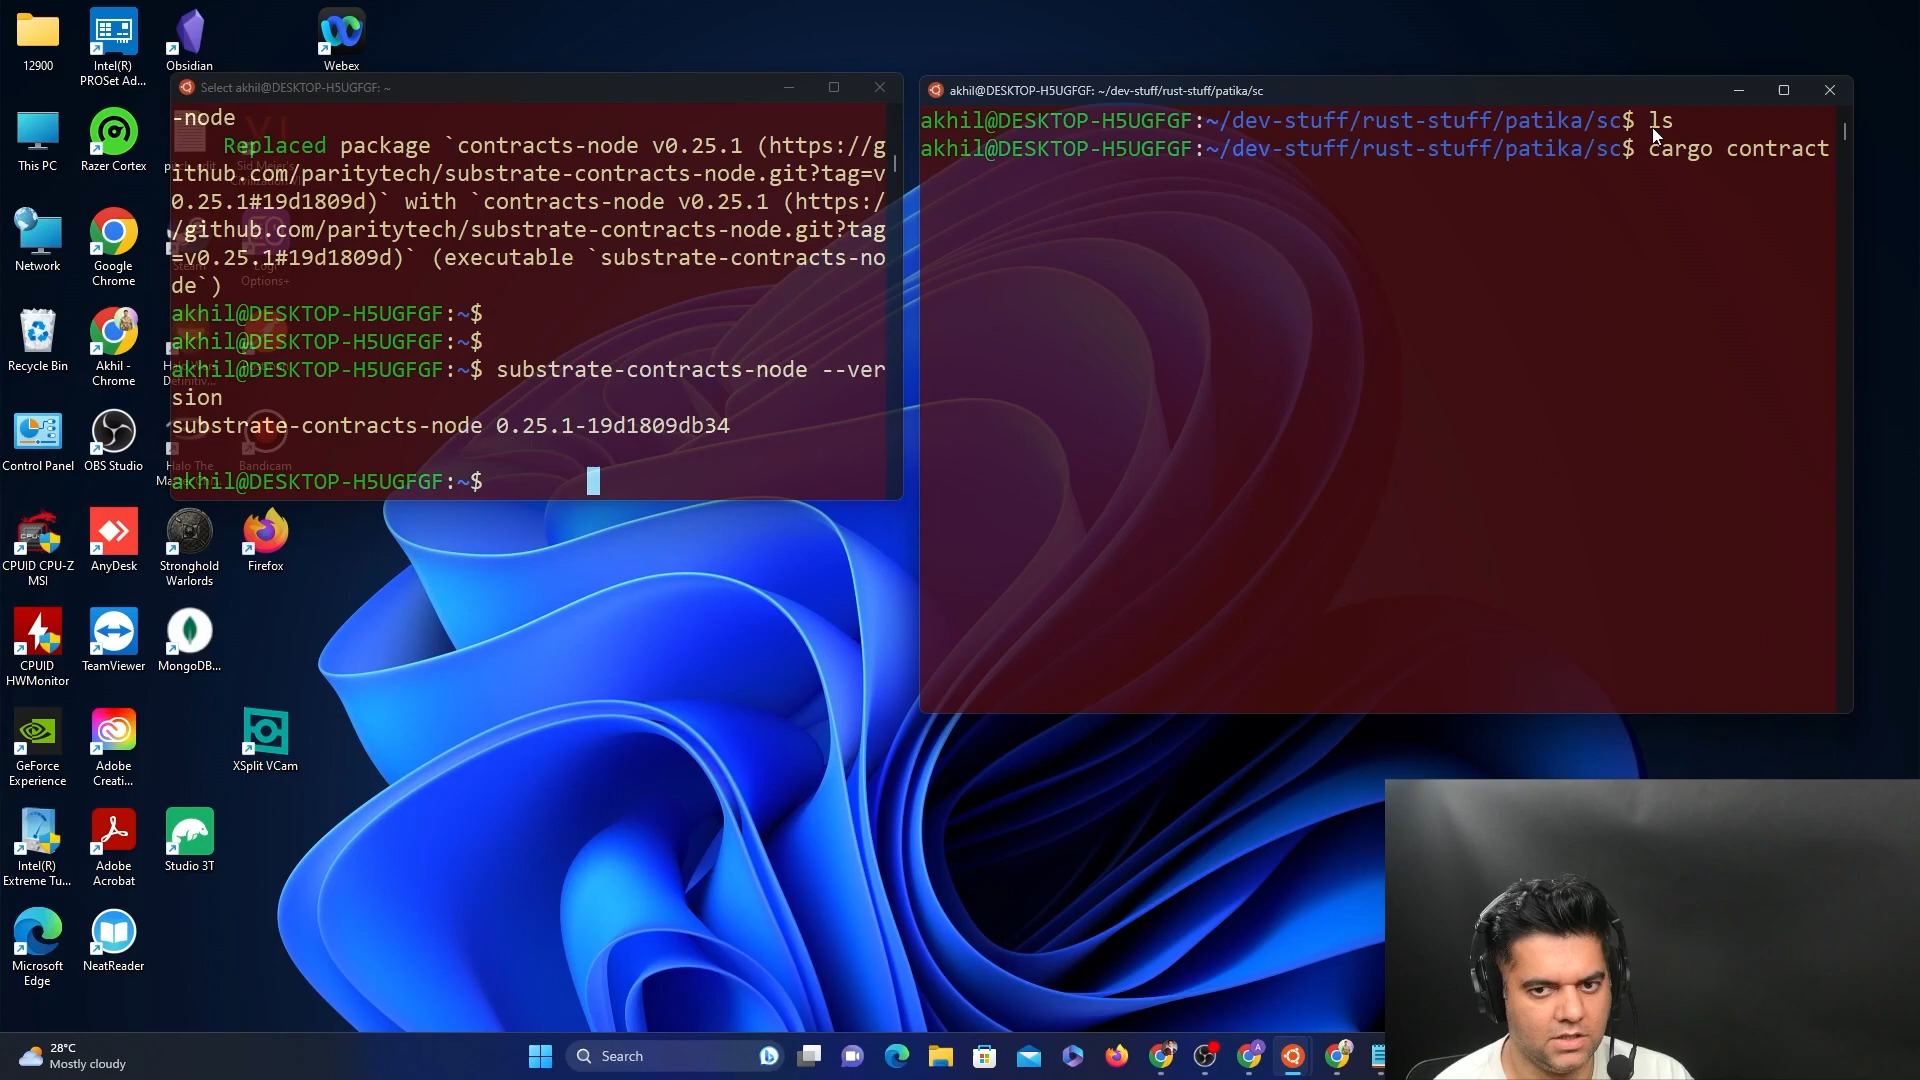 12900
Intel(R)
PROSet Ad...
Obsidian
Webex
This PC
Razer Cortex
Network
Google
Chrome
Recycle Bin
Akhil -
Chrome
Control Panel
OBS Studio
Halo The
Bandicam
CPUID CPU-Z
MSI
AnyDesk
Stronghold
Warlords
Firefox
CPUID
HWMonitor
TeamViewer
MongoDB...
GeForce
Experience
Adobe
Creati...
XSplit VCam
Intel(R)
Extreme Tu...
Adobe
Acrobat
Studio 3T
Microsoft
Edge
NeatReader
Select akhil@DESKTOP-H5UGFGF: ~
-node
Replaced package `contracts-node v0.25.1 (https://g
ithub.com/paritytech/substrate-contracts-node.git?tag=v
0.25.1#19d1809d)` with `contracts-node v0.25.1 (https:/
/github.com/paritytech/substrate-contracts-node.git?tag
=v0.25.1#19d1809d)` (executable `substrate-contracts-no
de`)
akhil@DESKTOP-H5UGFGF:~$
akhil@DESKTOP-H5UGFGF:~$
akhil@DESKTOP-H5UGFGF:~$ substrate-contracts-node --ver
sion
substrate-contracts-node 0.25.1-19d1809db34
akhil@DESKTOP-H5UGFGF:~$
akhil@DESKTOP-H5UGFGF: ~/dev-stuff/rust-stuff/patika/sc
akhil@DESKTOP-H5UGFGF:~/dev-stuff/rust-stuff/patika/sc$ ls
akhil@DESKTOP-H5UGFGF:~/dev-stuff/rust-stuff/patika/sc$ cargo contract
28°C
Mostly cloudy
Search